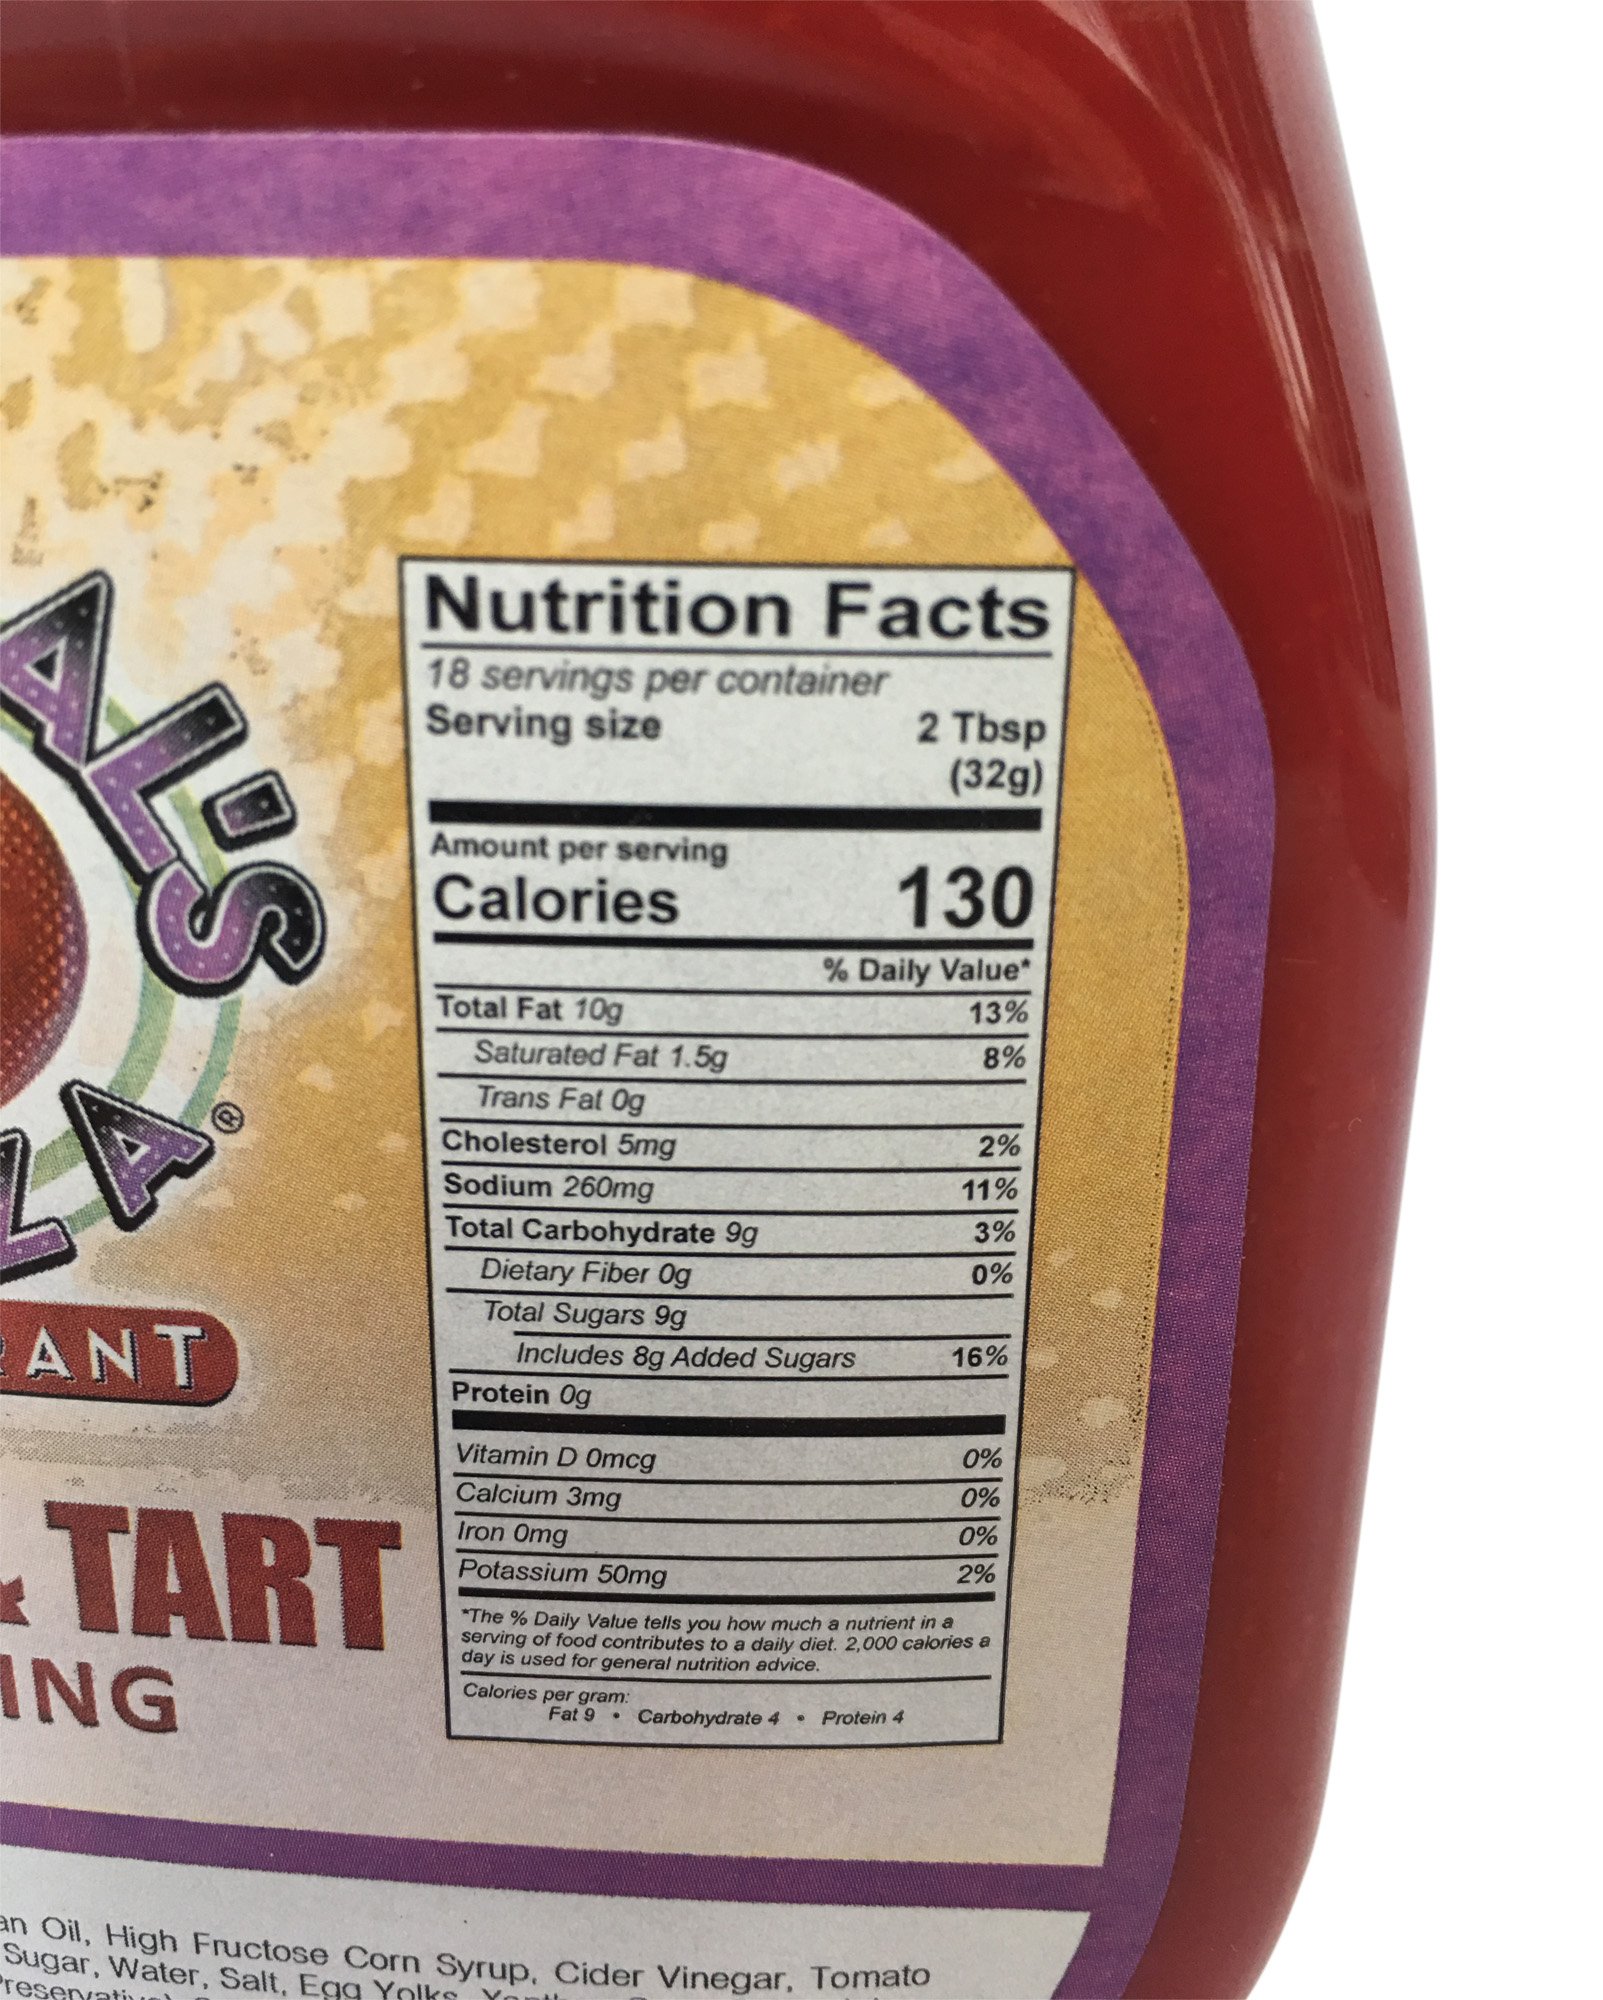 ALIS
ZA®
RANT
& TART
ING
Nutrition Facts
18 servings per container
Serving size 2 Tbsp
(32g)
Amount per serving
Calories 130
% Daily Value*
Total Fat 10g 13%
Saturated Fat 1.5g 8%
Trans Fat 0g
Cholesterol 5mg 2%
Sodium 260mg 11%
Total Carbohydrate 9g 3%
Dietary Fiber 0g 0%
Total Sugars 9g
Includes 8g Added Sugars 16%
Protein 0g
Vitamin D 0mcg 0%
Calcium 3mg 0%
Iron 0mg 0%
Potassium 50mg 2%
*The % Daily Value tells you how much a nutrient in a
serving of food contributes to a daily diet. 2,000 calories a
day is used for general nutrition advice.
Calories per gram:
Fat 9 • Carbohydrate 4 • Protein 4
an Oil, High Fructose Corn Syrup, Cider Vinegar, Tomato
Sugar, Water, Salt, Egg Yolks,